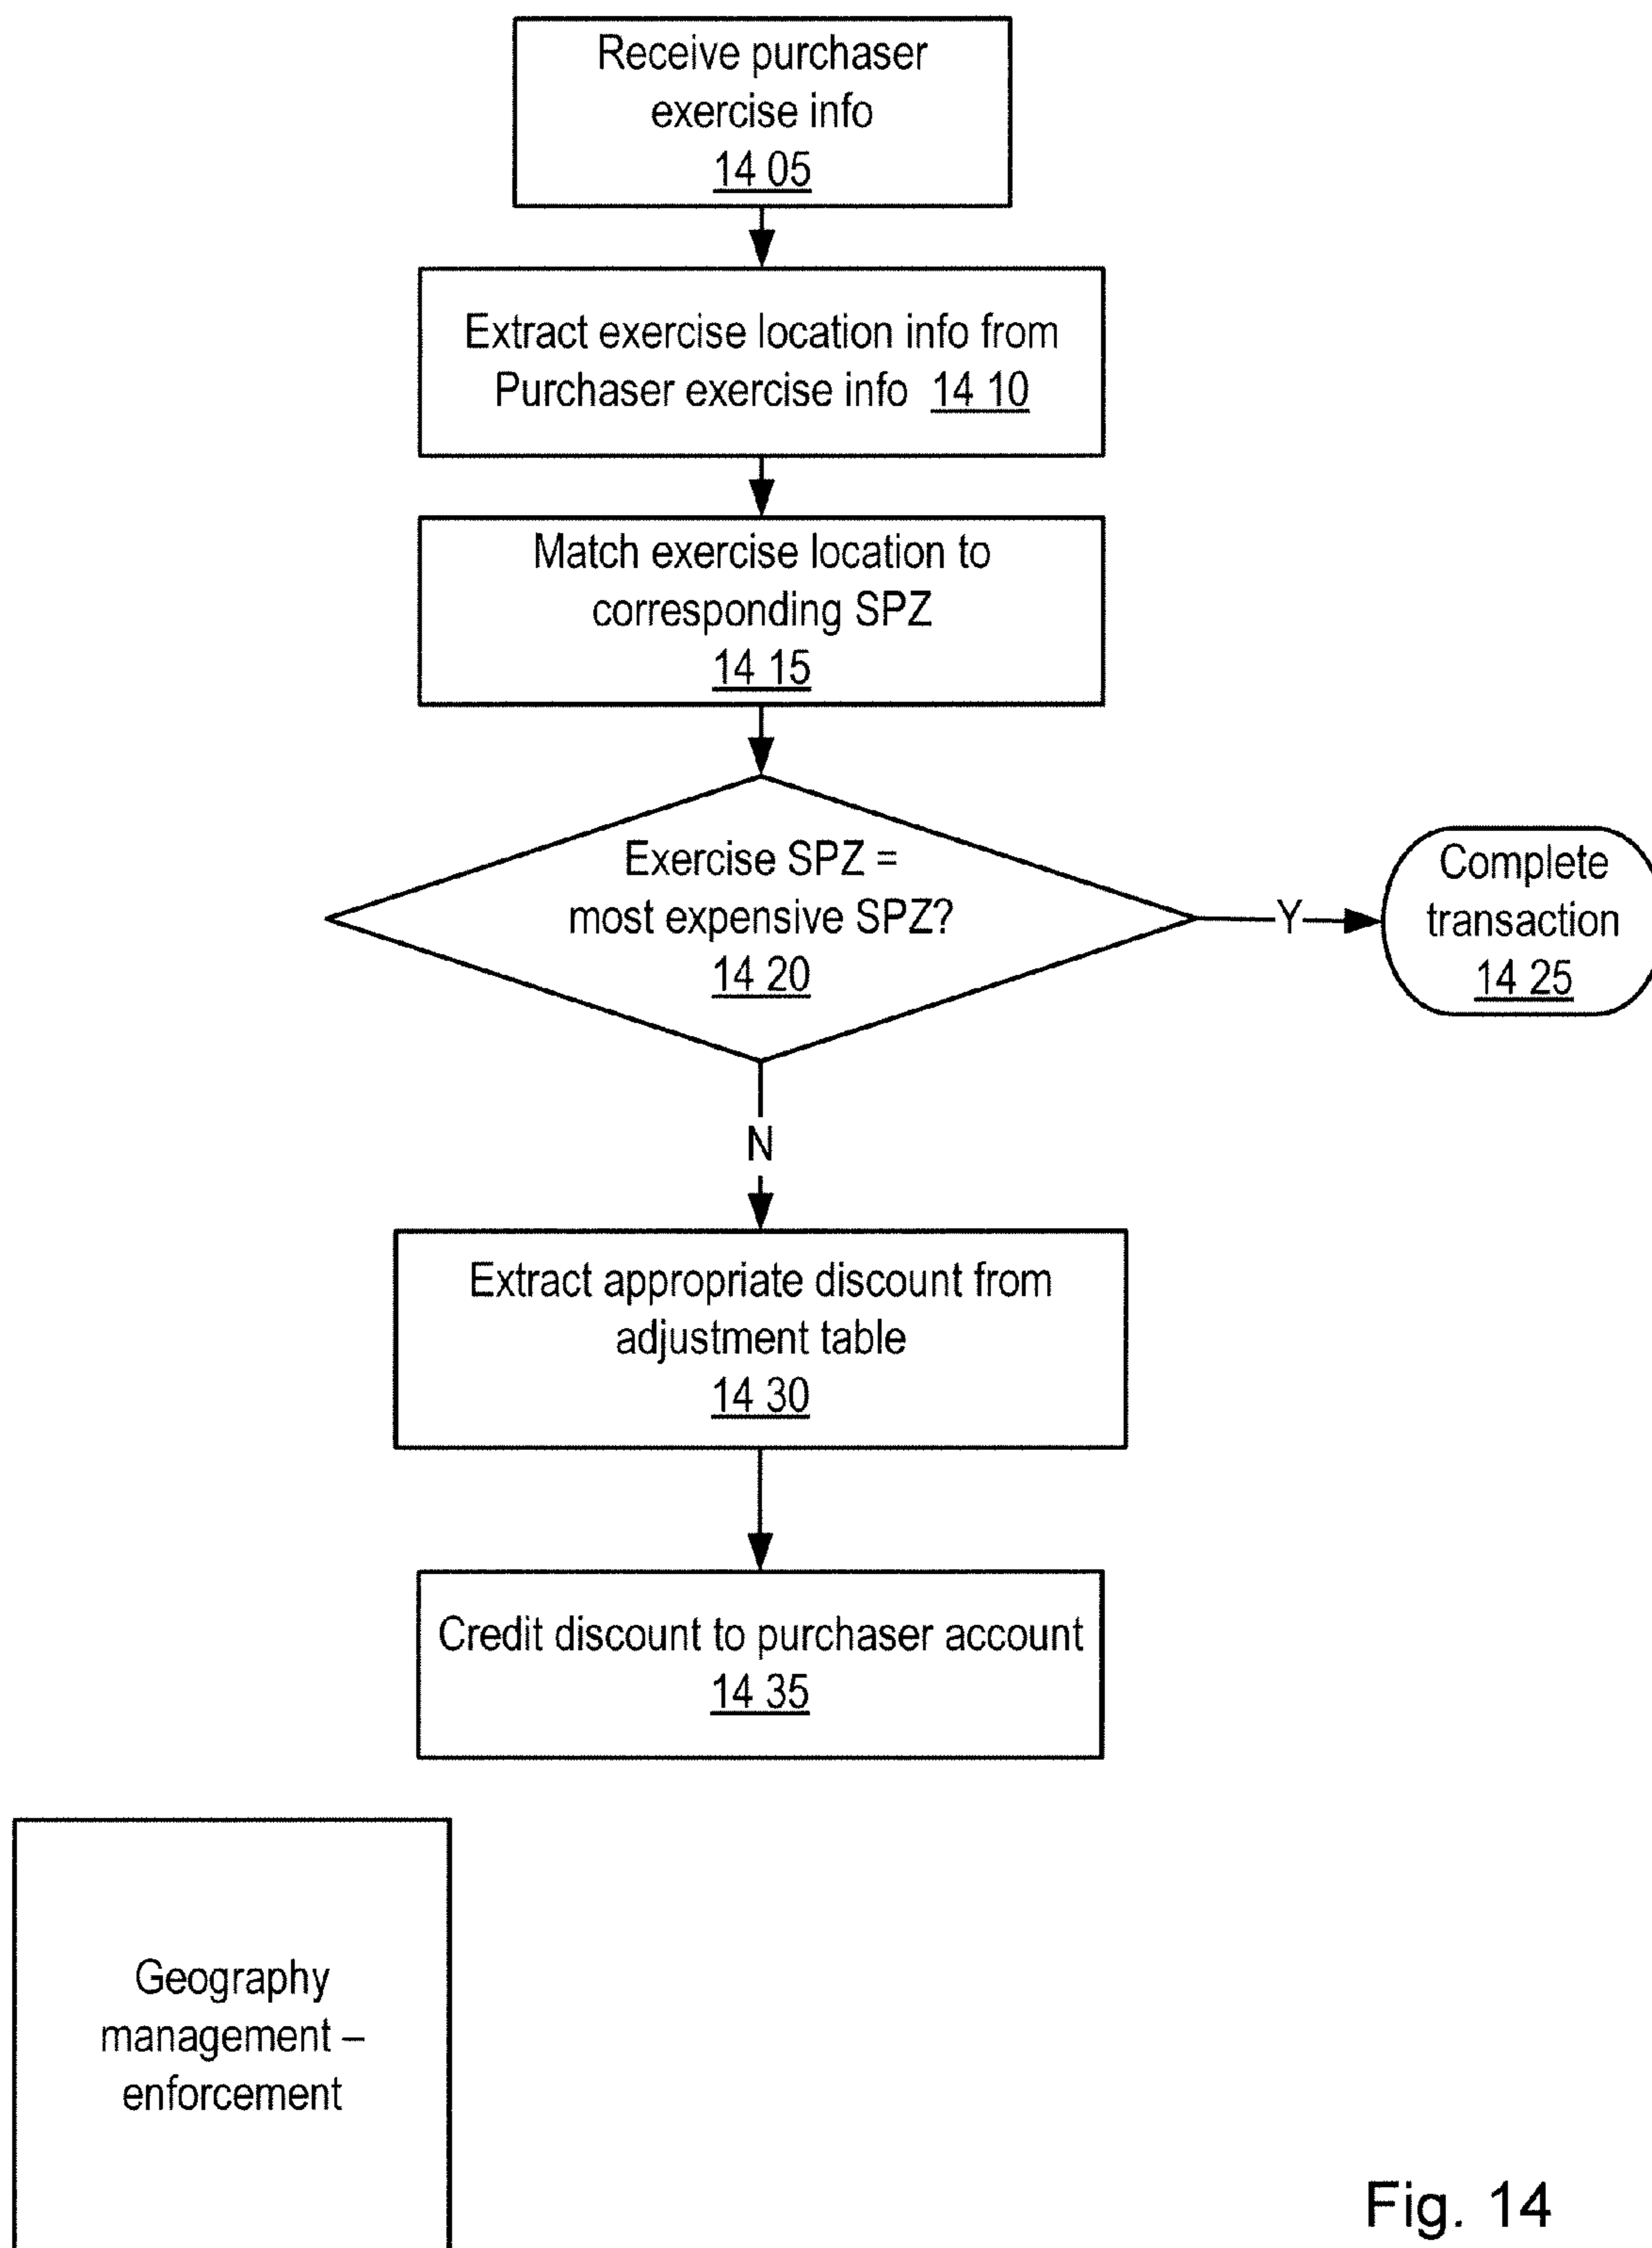 Receive purchaser
exercise info
14 05
Extract exercise location info from
Purchaser exercise info 14 10
Match exercise location to
corresponding SPZ
14 15
Exercise SPZ =
most expensive SPZ?
14 20
Y
Complete
transaction
14 25
N
Extract appropriate discount from
adjustment table
14 30
Credit discount to purchaser account
14 35
Geography
management –
enforcement
Fig. 14